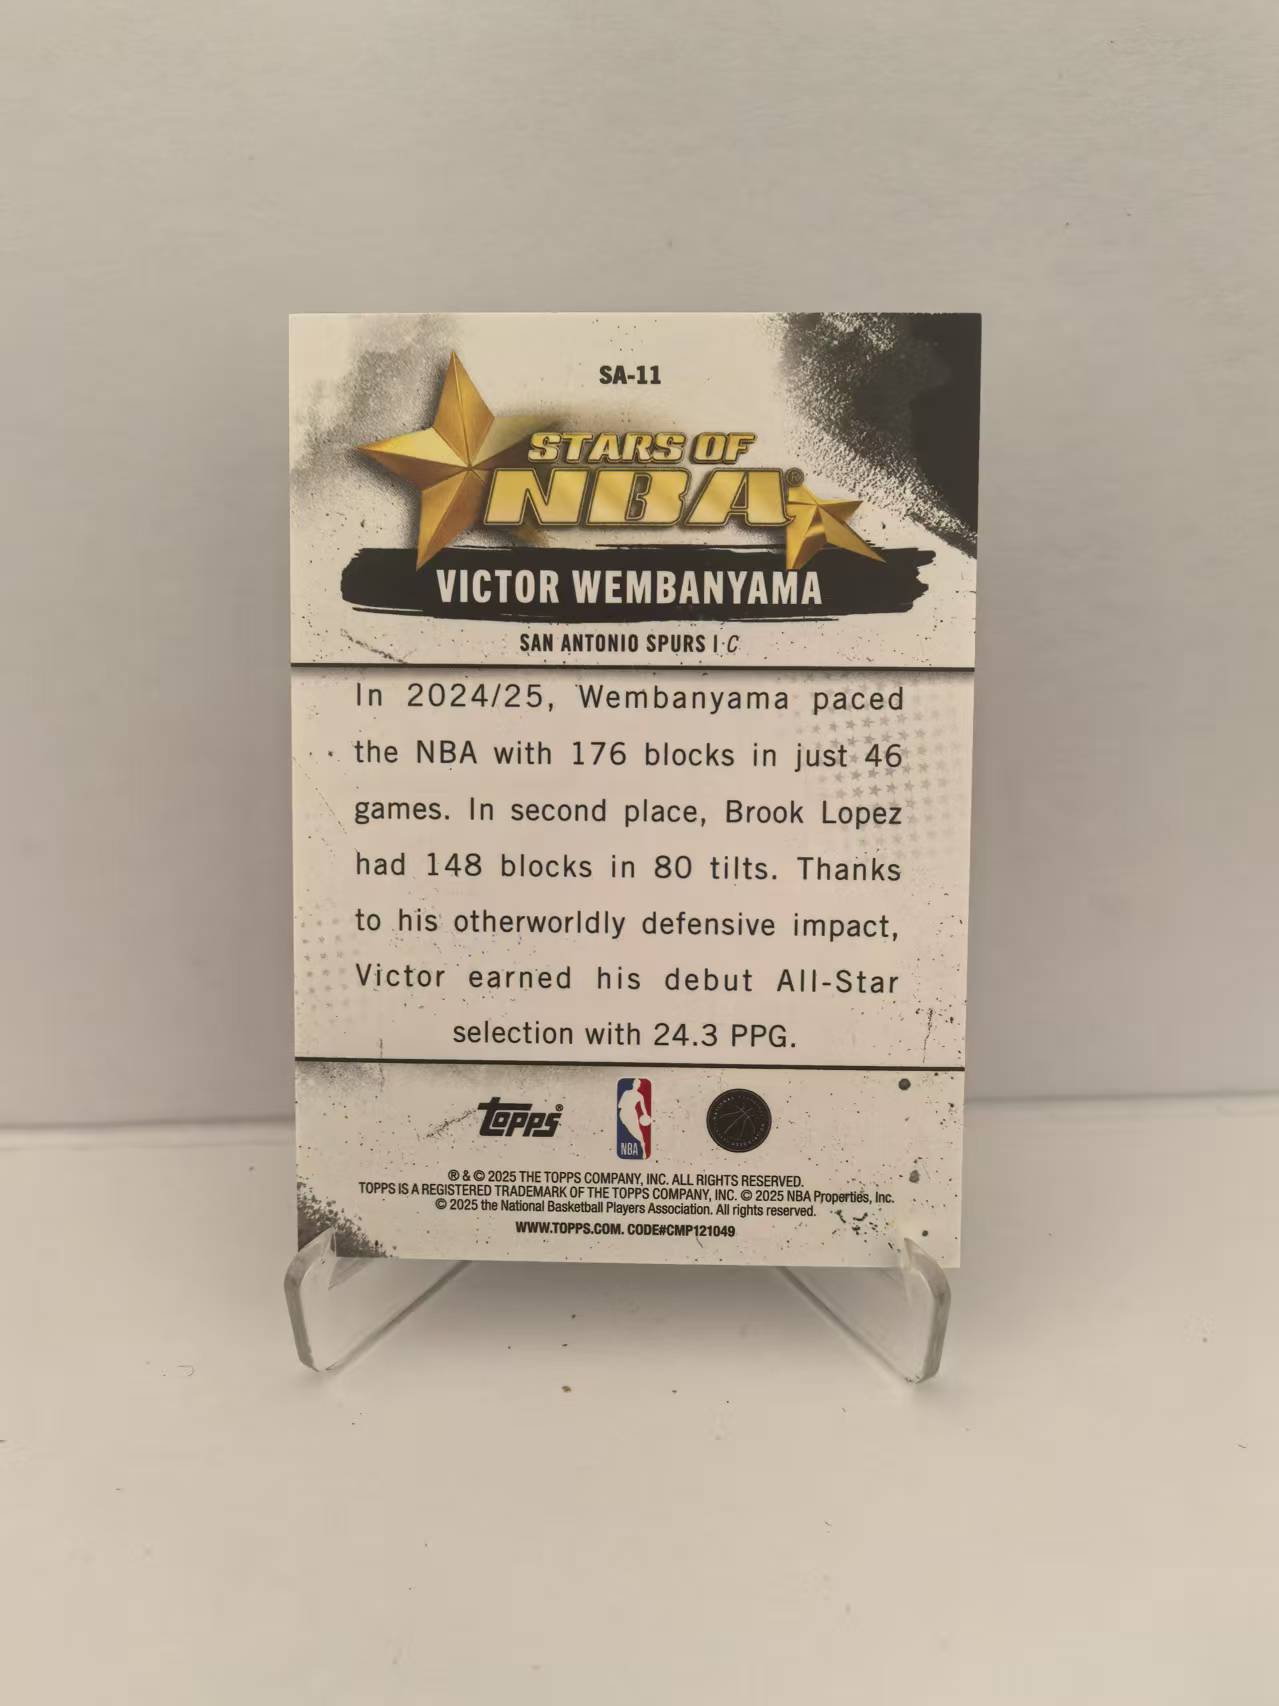 SA-11
STARS OF
NBA®
VICTOR WEMBANYAMA
SAN ANTONIO SPURS | C
In 2024/25, Wembanyama paced
the NBA with 176 blocks in just 46
games. In second place, Brook Lopez
had 148 blocks in 80 tilts. Thanks
to his otherworldly defensive impact,
Victor earned his debut All-Star
selection with 24.3 PPG.
Topps®
NBA
® & © 2025 THE TOPPS COMPANY, INC. ALL RIGHTS RESERVED.
TOPPS IS A REGISTERED TRADEMARK OF THE TOPPS COMPANY, INC. © 2025 NBA Properties, Inc.
© 2025 the National Basketball Players Association. All rights reserved.
WWW.TOPPS.COM. CODE#CMP121049